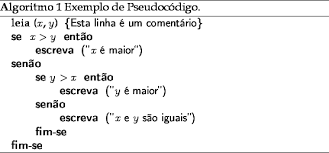 Algoritmo 1 Exemplo de Pseudocódigo.
leia (x, y) {Esta linha é um comentário}
se x > y então
escreva ("x é maior")
senão
se y > x então
escreva ("y é maior")
senão
escreva ("x e y são iguais")
fim-se
fim-se